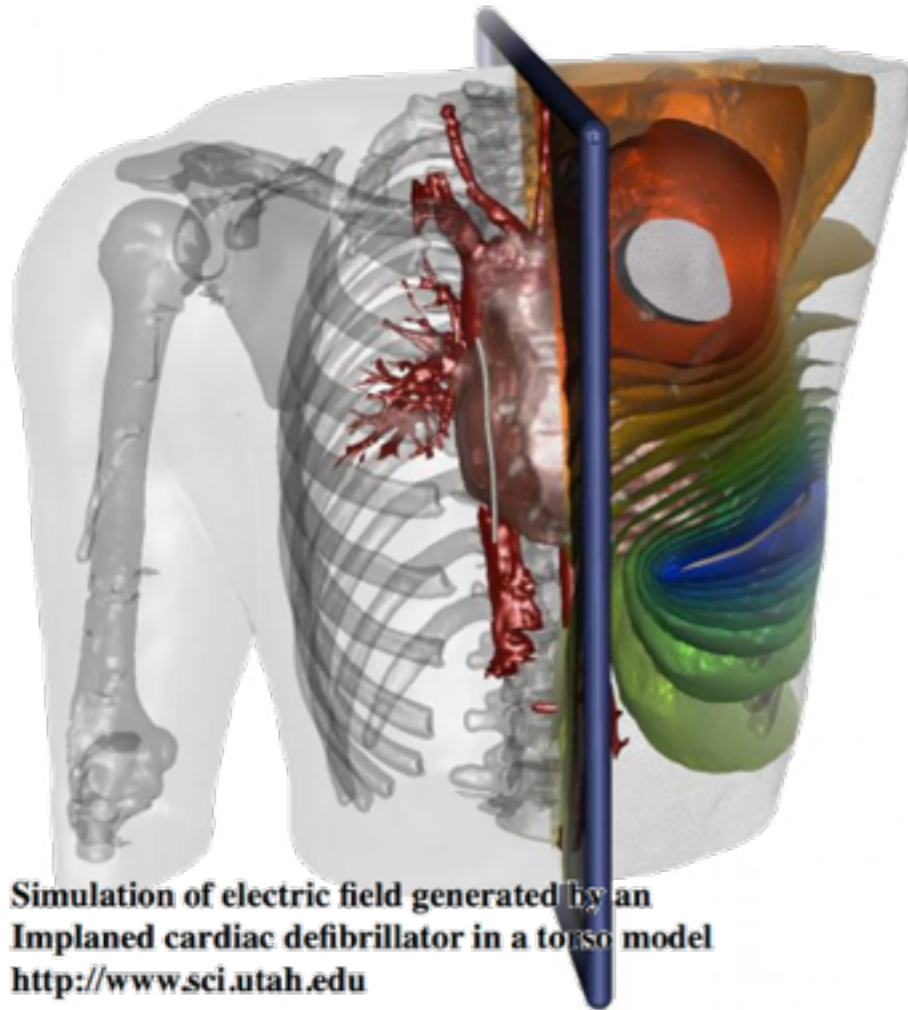 Simulation of electric field generated by an
Implaned cardiac defibrillator in a torso model
http://www.sci.utah.edu